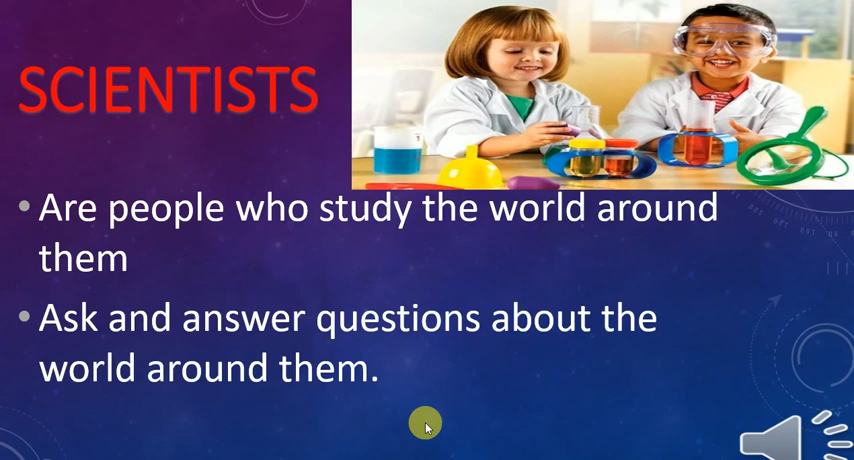 SCIENTISTS
• Are people who study the world around
them
• Ask and answer questions about the
world around them.